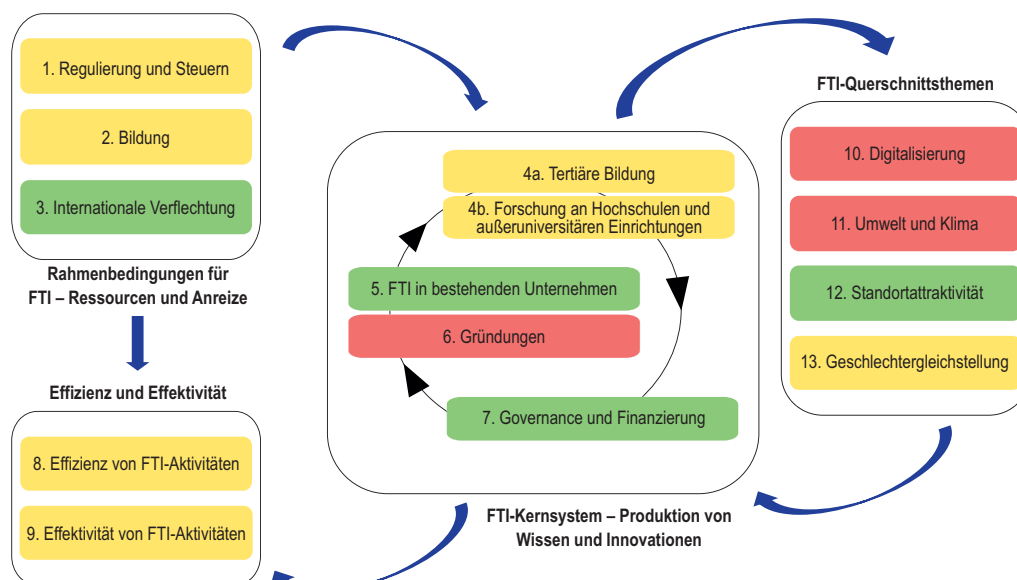 1. Regulierung und Steuern
2. Bildung
3. Internationale Verflechtung
Rahmenbedingungen für
FTI – Ressourcen und Anreize
Effizienz und Effektivität
8. Effizienz von FTI-Aktivitäten
9. Effektivität von FTI-Aktivitäten
4a. Tertiäre Bildung
4b. Forschung an Hochschulen und
außeruniversitären Einrichtungen
5. FTI in bestehenden Unternehmen
6. Gründungen
7. Governance und Finanzierung
FTI-Kernsystem – Produktion von
Wissen und Innovationen
FTI-Querschnittsthemen
10. Digitalisierung
11. Umwelt und Klima
12. Standortattraktivität
13. Geschlechtergleichstellung